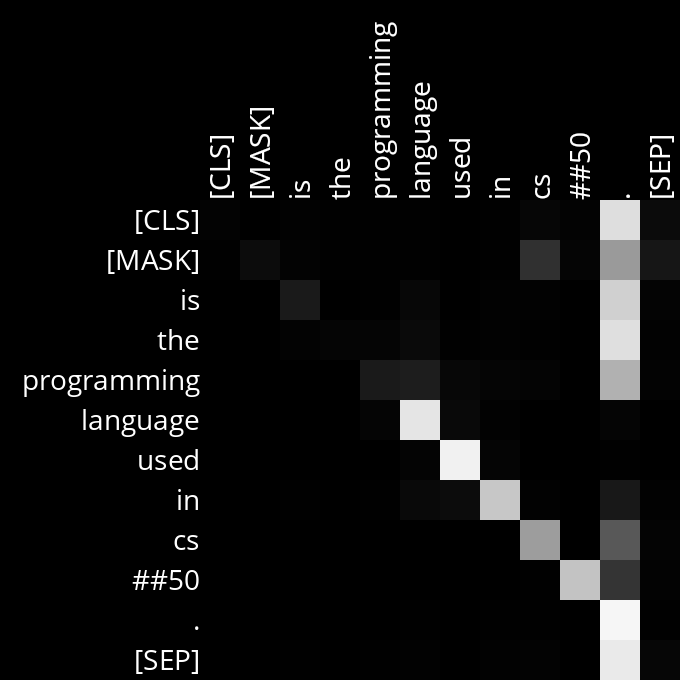 [CLS]
[MASK]
is
the
programming
language
used
in
cs
##50
.
[SEP]
[CLS]
[MASK]
is
the
programming
language
used
in
cs
##50
.
[SEP]